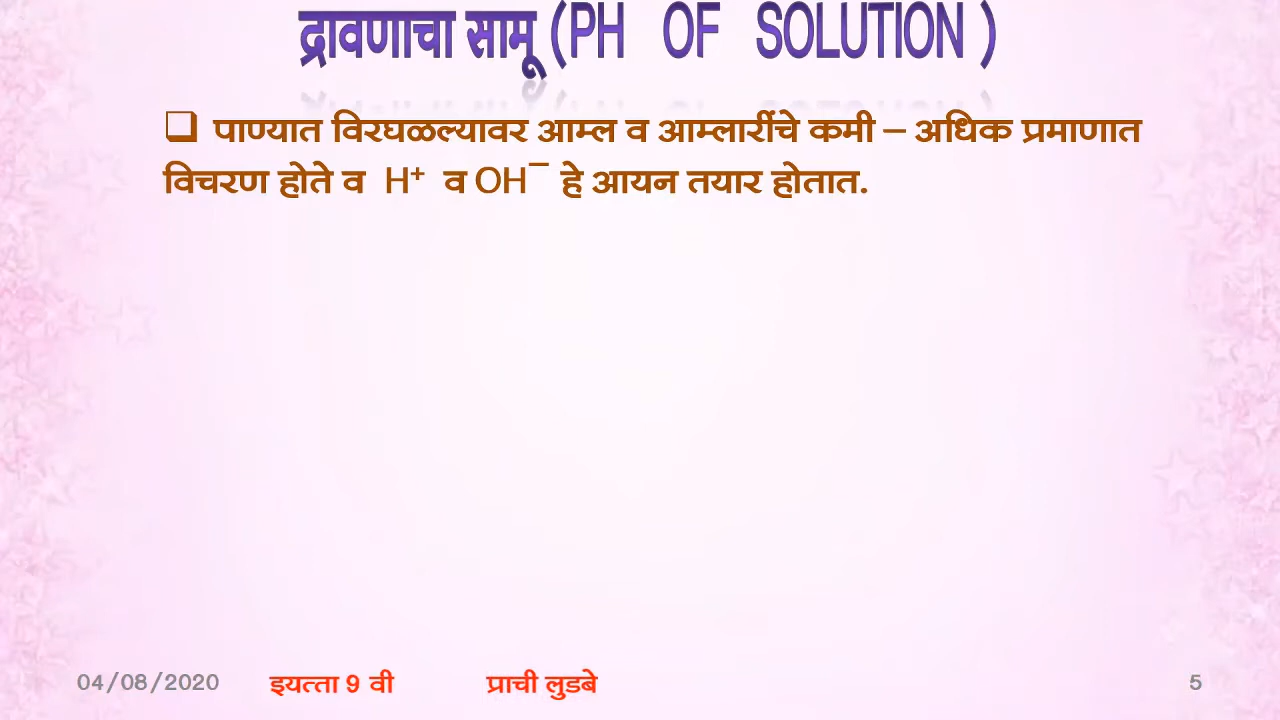 द्रावणाचा सामू (PH OF SOLUTION )
❑ पाण्यात विरघळल्यावर आम्ल व आम्लारींचे कमी – अधिक प्रमाणात
विचरण होते व H⁺ व OH⁻ हे आयन तयार होतात.
04/08/2020 इयत्ता 9 वी प्राची लुडबे 5